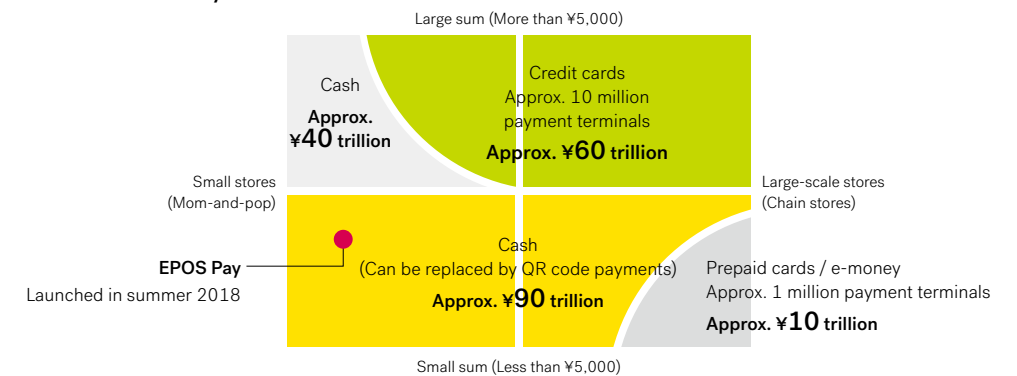 Large sum (More than ¥5,000)
Cash
Approx.
¥40 trillion
Credit cards
Approx. 10 million
payment terminals
Approx. ¥60 trillion
Small stores
(Mom-and-pop)
Large-scale stores
(Chain stores)
EPOS Pay
Launched in summer 2018
Cash
(Can be replaced by QR code payments)
Approx. ¥90 trillion
Prepaid cards / e-money
Approx. 1 million payment terminals
Approx. ¥10 trillion
Small sum (Less than ¥5,000)